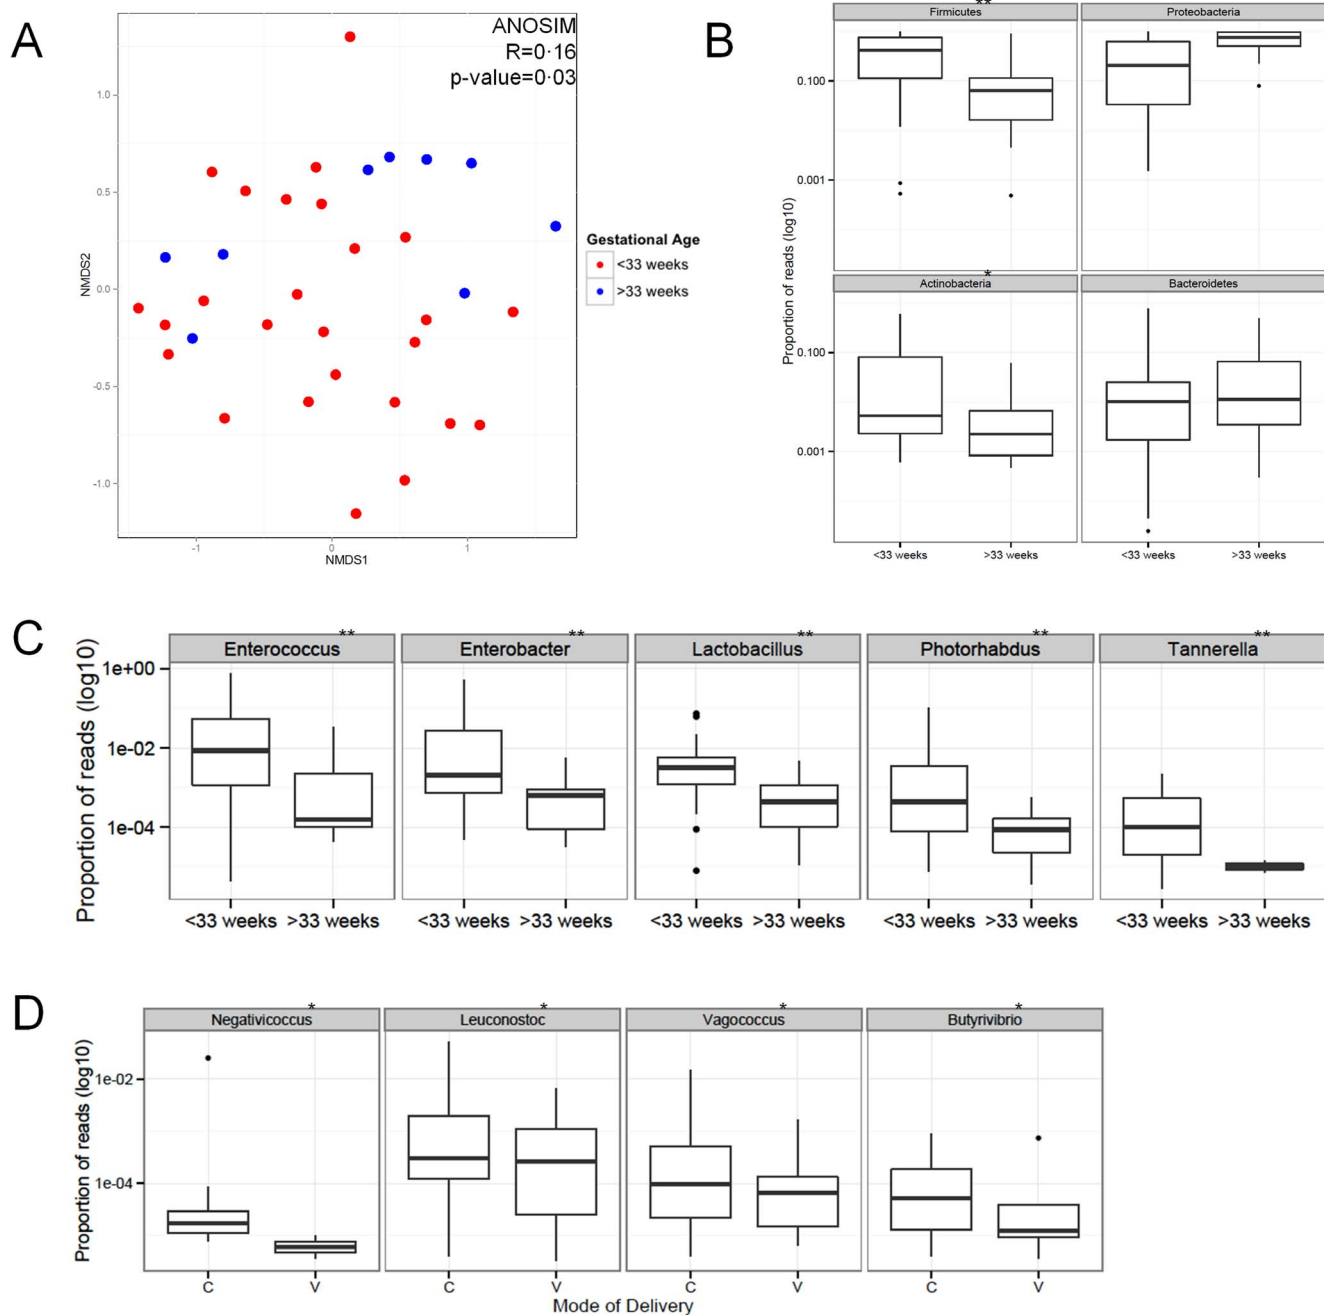 A
ANOSIM
R=0·16
p-value=0·03
1.0
0.5
0.0
-0.5
-1.0
NMDS2
-1
0
1
NMDS1
Gestational Age
<33 weeks
>33 weeks
B
**
Firmicutes
Proteobacteria
0.100
0.001
*
Actinobacteria
Bacteroidetes
0.100
0.001
Proportion of reads (log10)
<33 weeks >33 weeks <33 weeks >33 weeks
C
** ** ** ** **
Enterococcus Enterobacter Lactobacillus Photorhabdus Tannerella
1e+00
1e-02
1e-04
Proportion of reads (log10)
<33 weeks >33 weeks <33 weeks >33 weeks <33 weeks >33 weeks <33 weeks >33 weeks <33 weeks >33 weeks
D
* * * *
Negativicoccus Leuconostoc Vagococcus Butyrivibrio
1e-02
1e-04
Proportion of reads (log10)
C V C V C V C V
Mode of Delivery